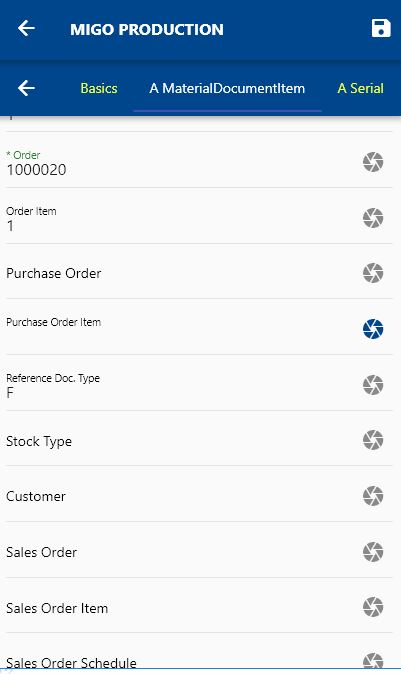 MIGO PRODUCTION
Basics A MaterialDocumentItem A Serial
* Order
1000020
Order Item
1
Purchase Order
Purchase Order Item
Reference Doc. Type
F
Stock Type
Customer
Sales Order
Sales Order Item
Sales Order Schedule